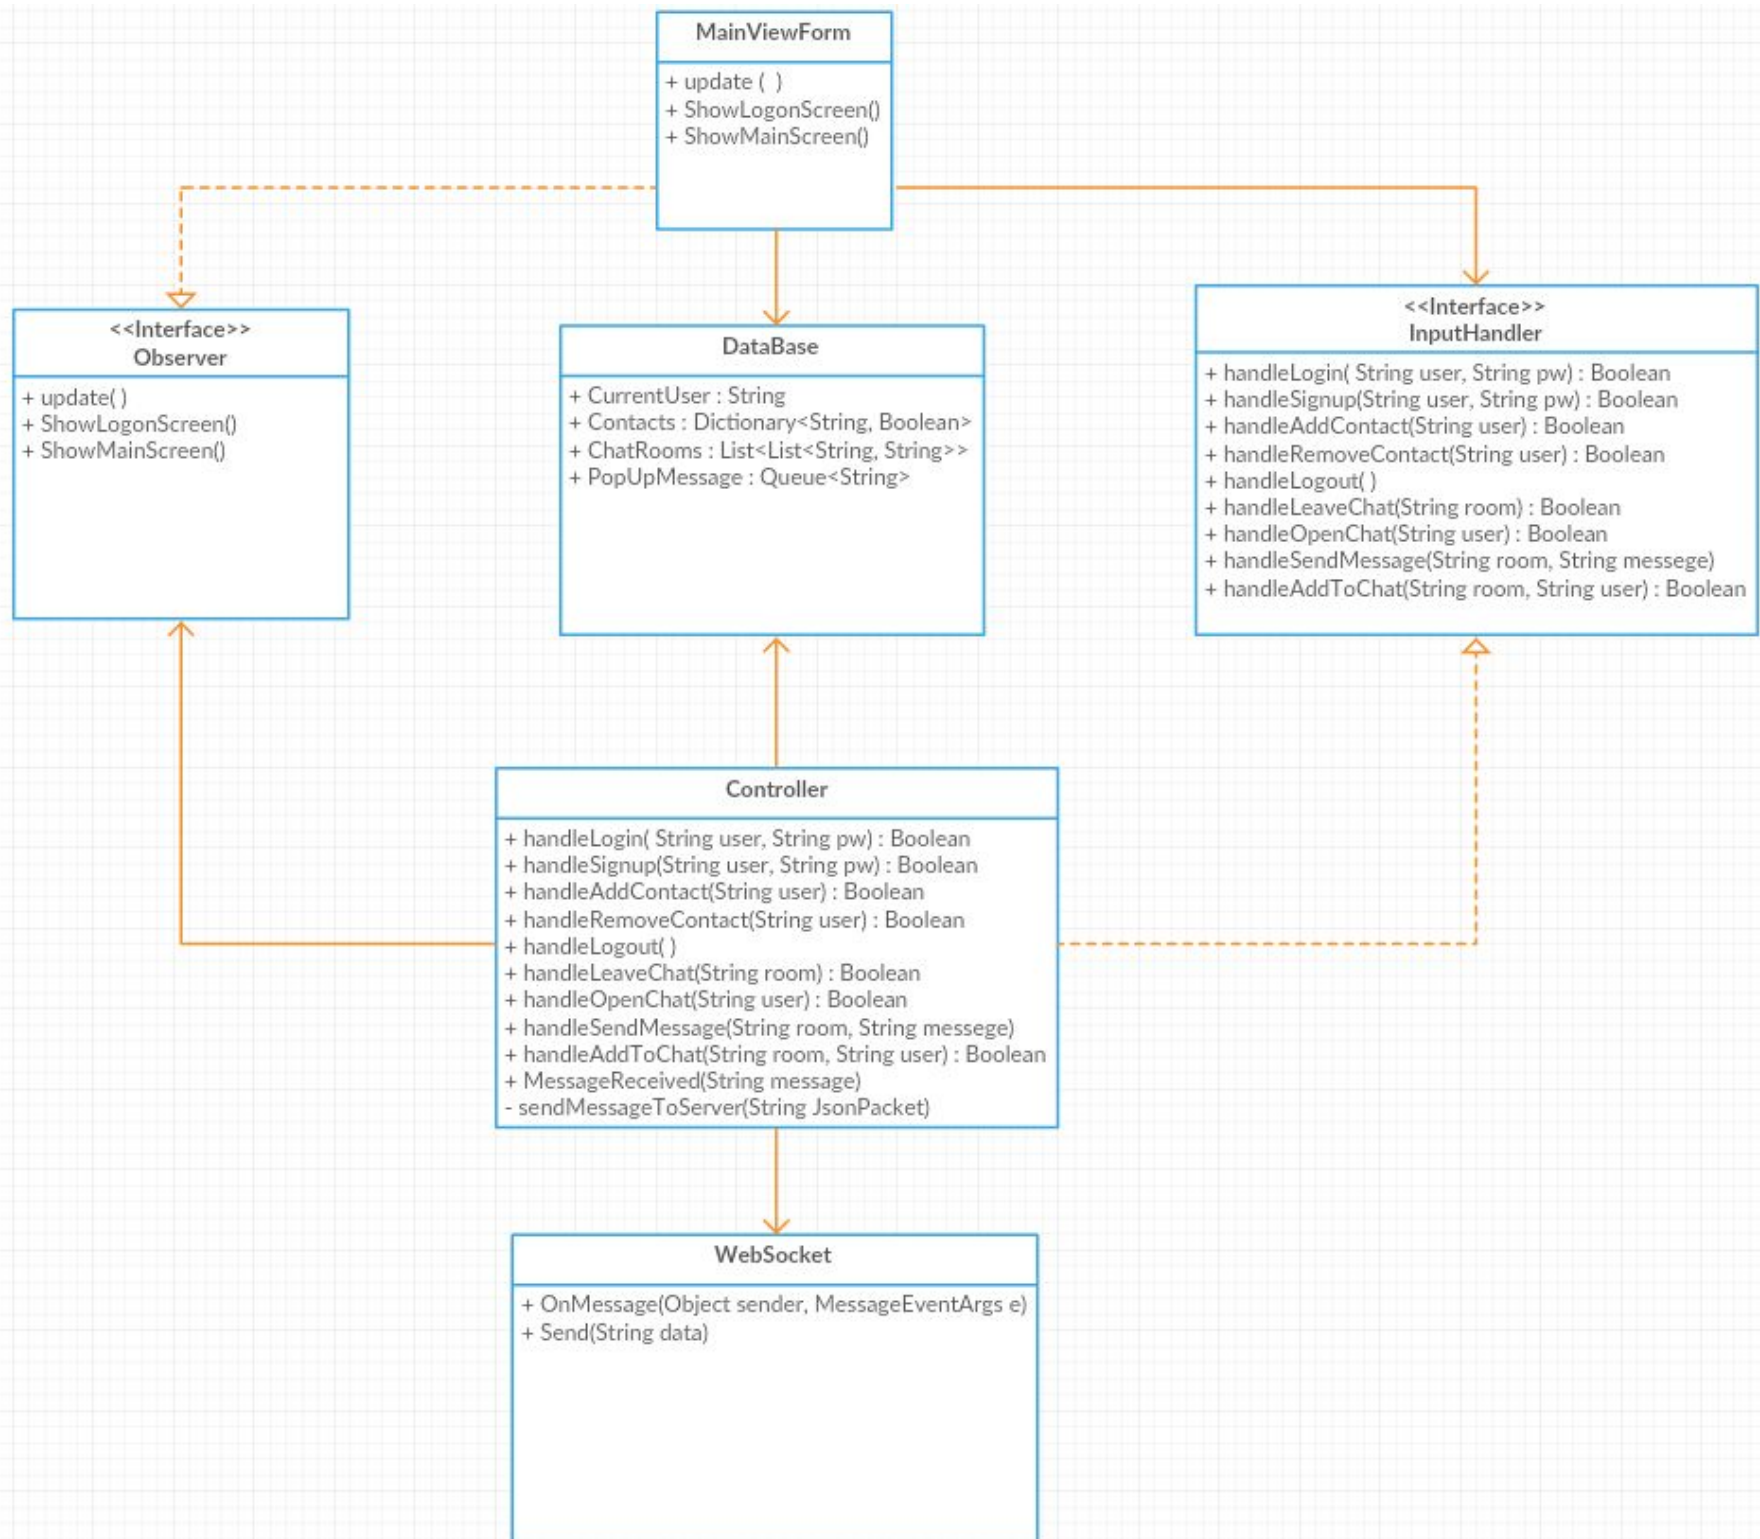 MainViewForm
+ update (  )
+ ShowLogonScreen()
+ ShowMainScreen()
<<Interface>>
Observer
+ update( )
+ ShowLogonScreen()
+ ShowMainScreen()
DataBase
+ CurrentUser : String
+ Contacts : Dictionary<String, Boolean>
+ ChatRooms : List<List<String, String>>
+ PopUpMessage : Queue<String>
<<Interface>>
InputHandler
+ handleLogin( String user, String pw) : Boolean
+ handleSignup(String user, String pw) : Boolean
+ handleAddContact(String user) : Boolean
+ handleRemoveContact(String user) : Boolean
+ handleLogout( )
+ handleLeaveChat(String room) : Boolean
+ handleOpenChat(String user) : Boolean
+ handleSendMessage(String room, String messege)
+ handleAddToChat(String room, String user) : Boolean
Controller
+ handleLogin( String user, String pw) : Boolean
+ handleSignup(String user, String pw) : Boolean
+ handleAddContact(String user) : Boolean
+ handleRemoveContact(String user) : Boolean
+ handleLogout( )
+ handleLeaveChat(String room) : Boolean
+ handleOpenChat(String user) : Boolean
+ handleSendMessage(String room, String messege)
+ handleAddToChat(String room, String user) : Boolean
+ MessageReceived(String message)
- sendMessageToServer(String JsonPacket)
WebSocket
+ OnMessage(Object sender, MessageEventArgs e)
+ Send(String data)